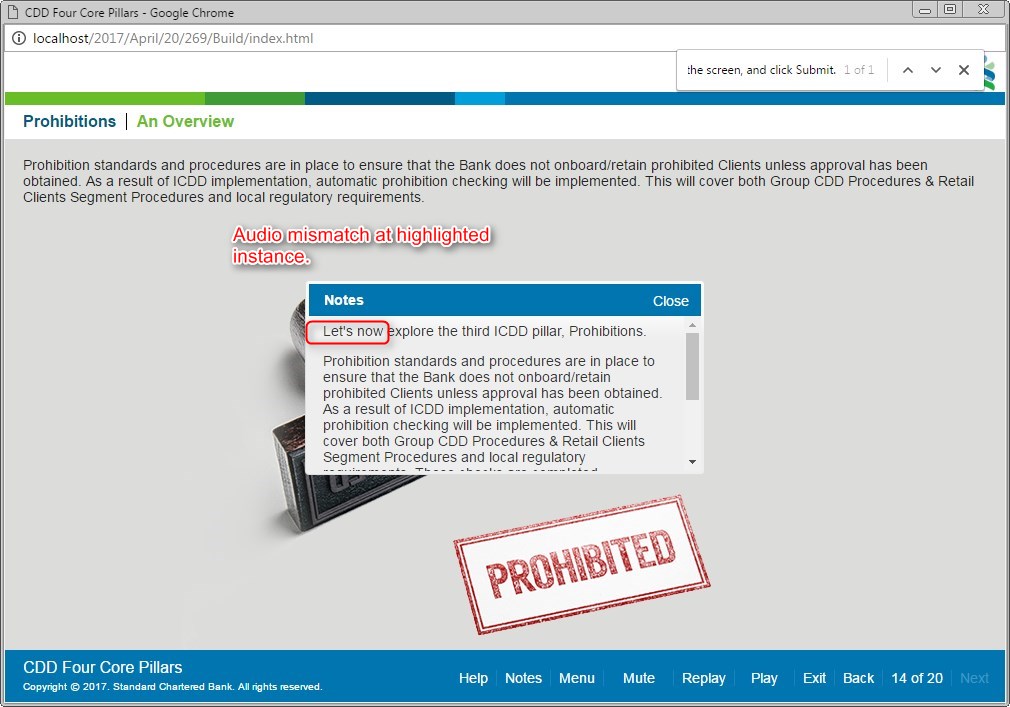 CDD Four Core Pillars - Google Chrome
localhost/2017/April/20/269/Build/index.html
the screen, and click Submit. 1 of 1
Prohibitions | An Overview
Prohibition standards and procedures are in place to ensure that the Bank does not onboard/retain prohibited Clients unless approval has been
obtained. As a result of ICDD implementation, automatic prohibition checking will be implemented. This will cover both Group CDD Procedures & Retail
Clients Segment Procedures and local regulatory requirements.
Audio mismatch at highlighted
instance.
Notes Close
Let's now explore the third ICDD pillar, Prohibitions.
Prohibition standards and procedures are in place to
ensure that the Bank does not onboard/retain
prohibited Clients unless approval has been obtained.
As a result of ICDD implementation, automatic
prohibition checking will be implemented. This will
cover both Group CDD Procedures & Retail Clients
Segment Procedures and local regulatory
requirements. These checks are completed
PROHIBITED
CDD Four Core Pillars
Copyright © 2017. Standard Chartered Bank. All rights reserved.
Help Notes Menu Mute Replay Play Exit Back 14 of 20 Next